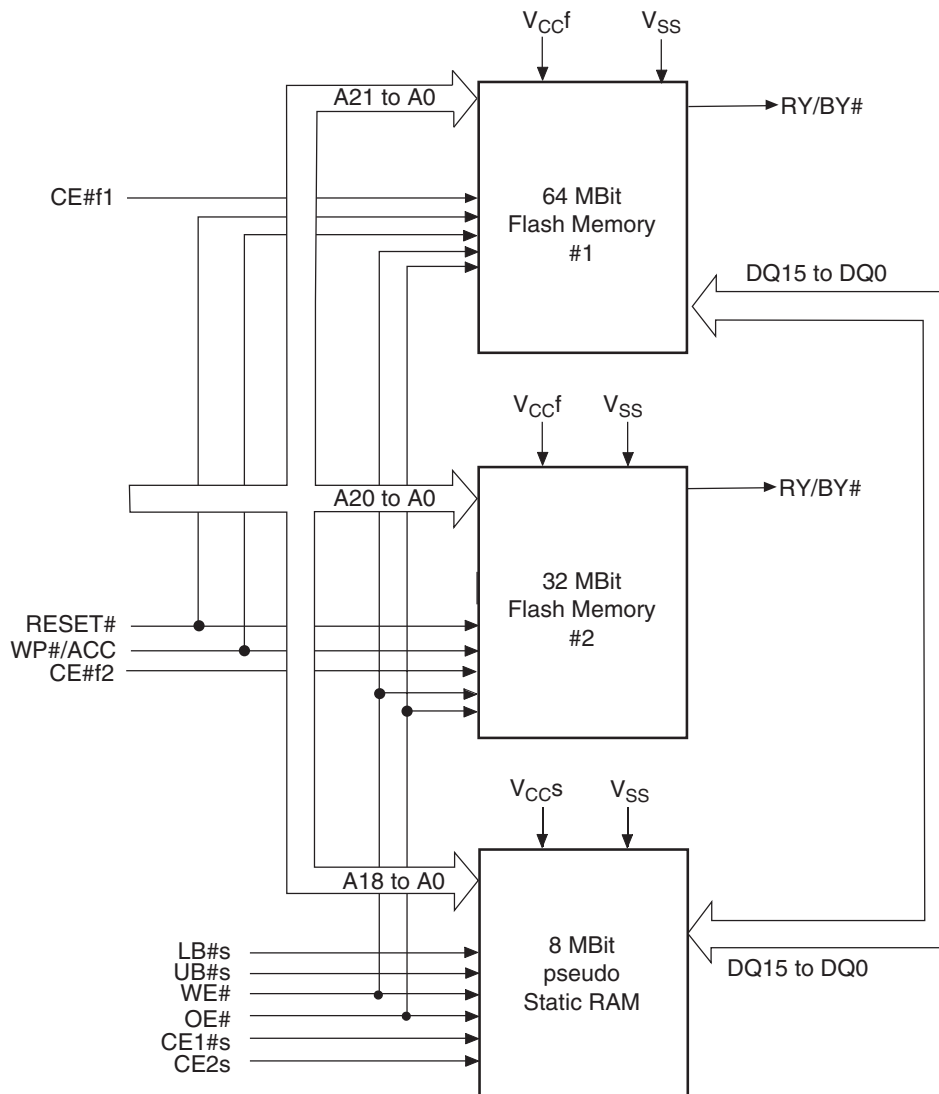 VCCf
VSS
A21 to A0
RY/BY#
CE#f1
64 MBit
Flash Memory
#1
DQ15 to DQ0
VCCf
VSS
A20 to A0
RY/BY#
32 MBit
Flash Memory
#2
RESET#
WP#/ACC
CE#f2
VCCs
VSS
A18 to A0
8 MBit
pseudo
Static RAM
LB#s
UB#s
WE#
OE#
CE1#s
CE2s
DQ15 to DQ0